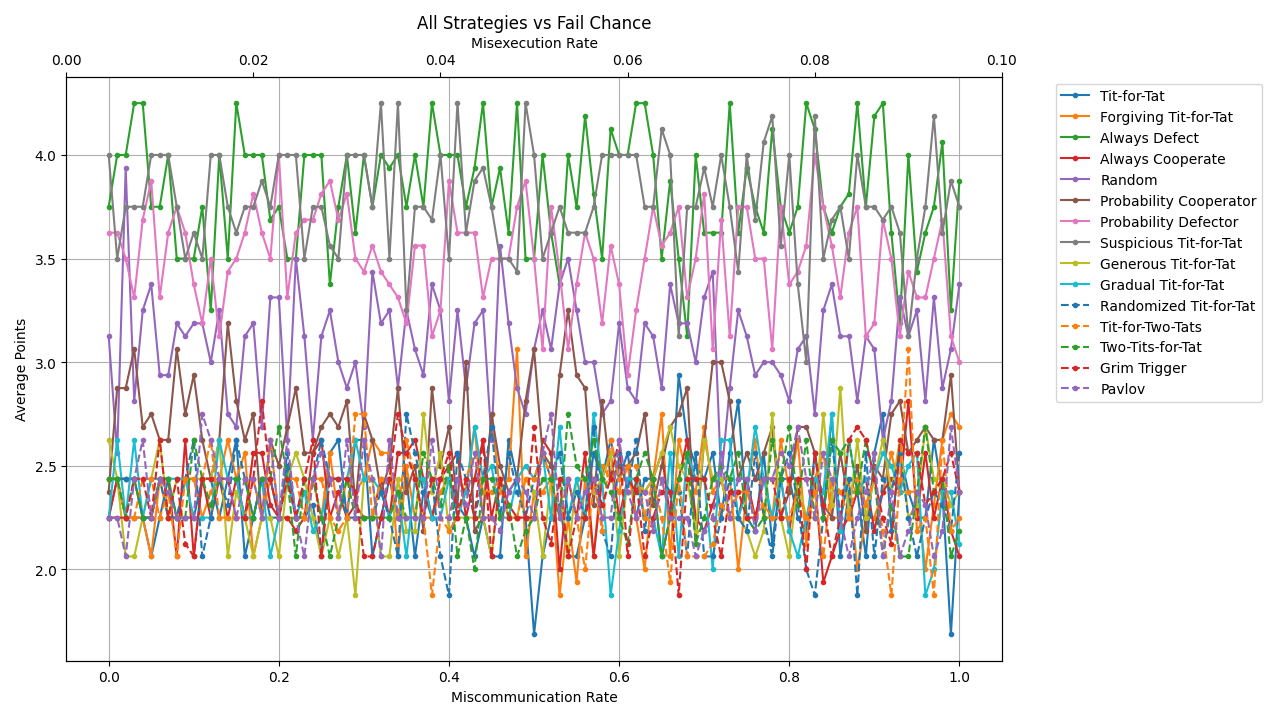 All Strategies vs Fail Chance
Misexecution Rate
0.00 0.02 0.04 0.06 0.08 0.10
Average Points
4.0
3.5
3.0
2.5
2.0
0.0 0.2 0.4 0.6 0.8 1.0
Miscommunication Rate
Tit-for-Tat
Forgiving Tit-for-Tat
Always Defect
Always Cooperate
Random
Probability Cooperator
Probability Defector
Suspicious Tit-for-Tat
Generous Tit-for-Tat
Gradual Tit-for-Tat
Randomized Tit-for-Tat
Tit-for-Two-Tats
Two-Tits-for-Tat
Grim Trigger
Pavlov